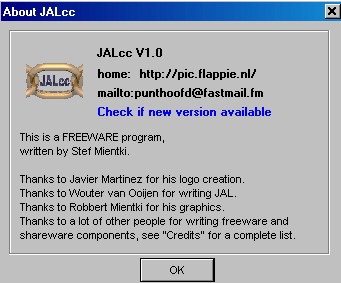 About JALcc
JALcc
JALcc V1.0
home: http://pic.flappie.nl/
mailto:punthoofd@fastmail.fm
Check if new version available
This is a FREEWARE program,
written by Stef Mientki.
Thanks to Javier Martinez for his logo creation.
Thanks to Wouter van Ooijen for writing JAL.
Thanks to Robbert Mientki for his graphics.
Thanks to a lot of other people for writing freeware and
shareware components, see "Credits" for a complete list.
OK